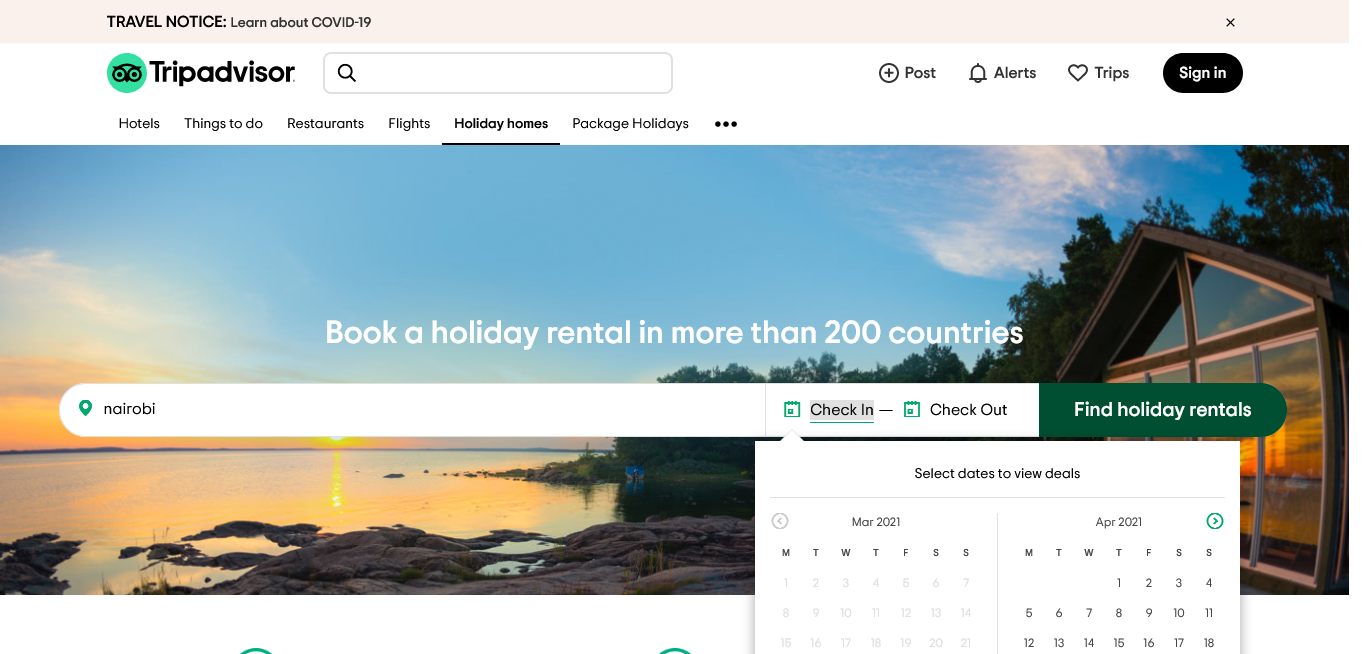 TRAVEL NOTICE: Learn about COVID-19
Tripadvisor
Post
Alerts
Trips
Sign in
Hotels
Things to do
Restaurants
Flights
Holiday homes
Package Holidays
Book a holiday rental in more than 200 countries
nairobi
Check In — Check Out
Find holiday rentals
Select dates to view deals
Mar 2021
M T W T F S S
1 2 3 4 5 6 7
8 9 10 11 12 13 14
15 16 17 18 19 20 21
Apr 2021
M T W T F S S
1 2 3 4
5 6 7 8 9 10 11
12 13 14 15 16 17 18